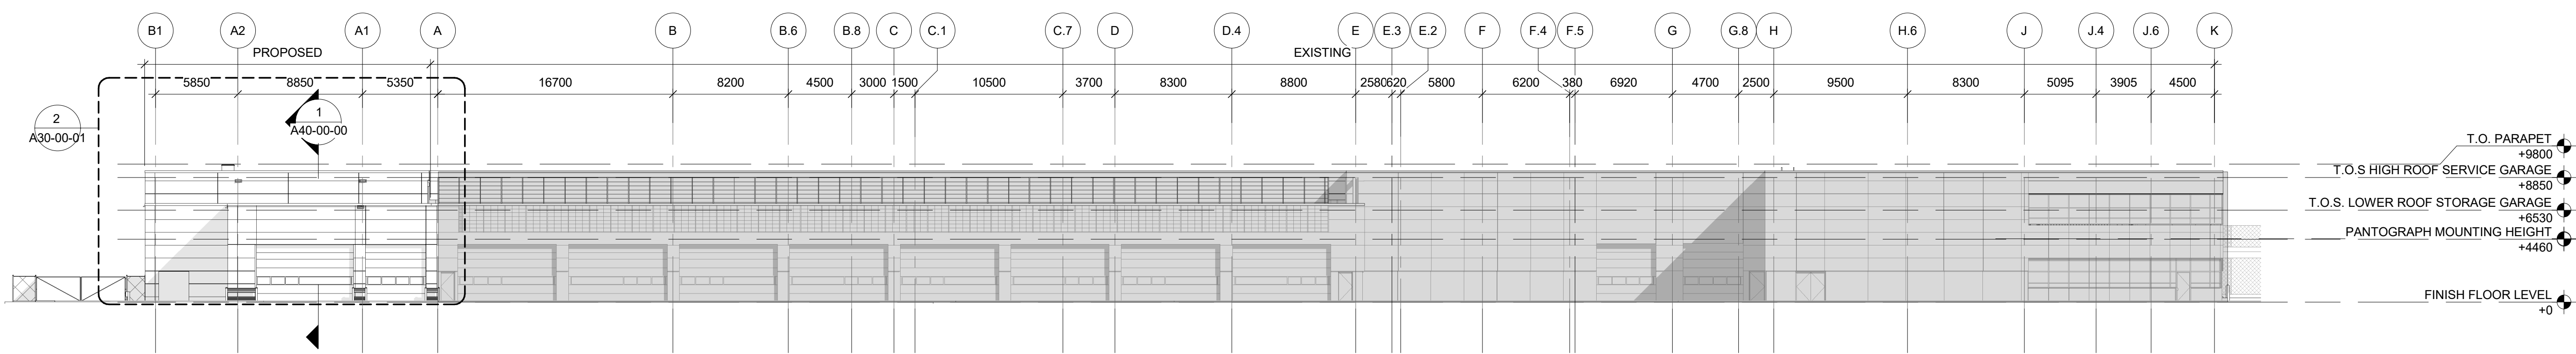 B1 A2 A1 A B B.6 B.8 C C.1 C.7 D D.4 E E.3 E.2 F F.4 F.5 G G.8 H H.6 J J.4 J.6 K
PROPOSED EXISTING
5850 8850 5350 16700 8200 4500 3000 1500 10500 3700 8300 8800 2580 620 5800 6200 380 6920 4700 2500 9500 8300 5095 3905 4500
1
A40-00-00
2
A30-00-01
T.O. PARAPET
+9800
T.O.S HIGH ROOF SERVICE GARAGE
+8850
T.O.S. LOWER ROOF STORAGE GARAGE
+6530
PANTOGRAPH MOUNTING HEIGHT
+4460
FINISH FLOOR LEVEL
+0